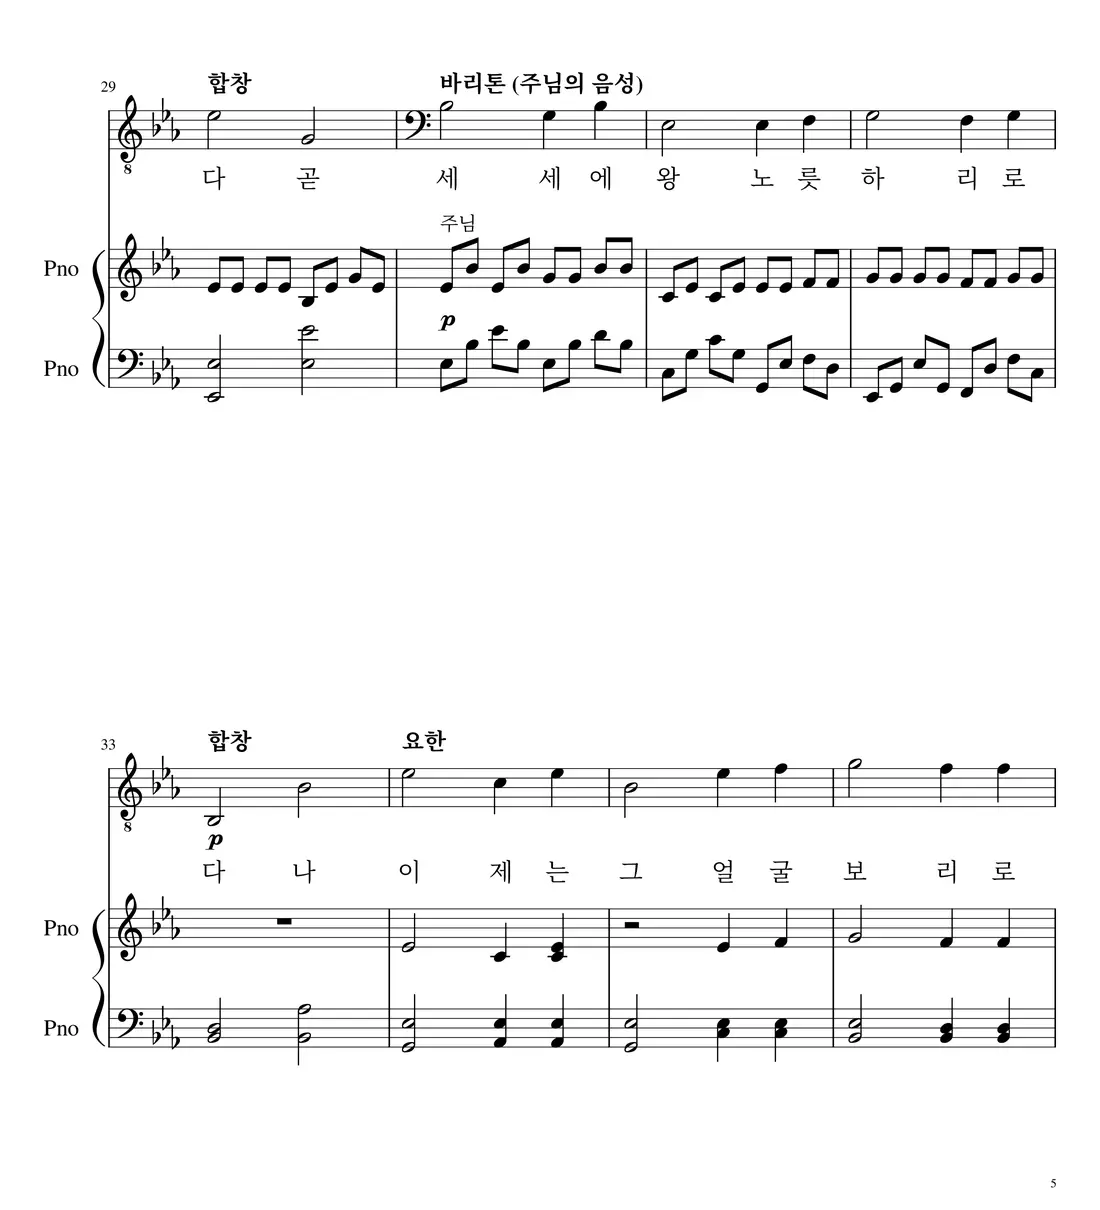 29
합창 바리톤 (주님의 음성)
8
다 곧 세 세 에 왕 노 릇 하 리 로
주님
Pno
p
Pno
33
합창 요한
8
p
다 나 이 제 는 그 얼 굴 보 리 로
Pno
Pno
5